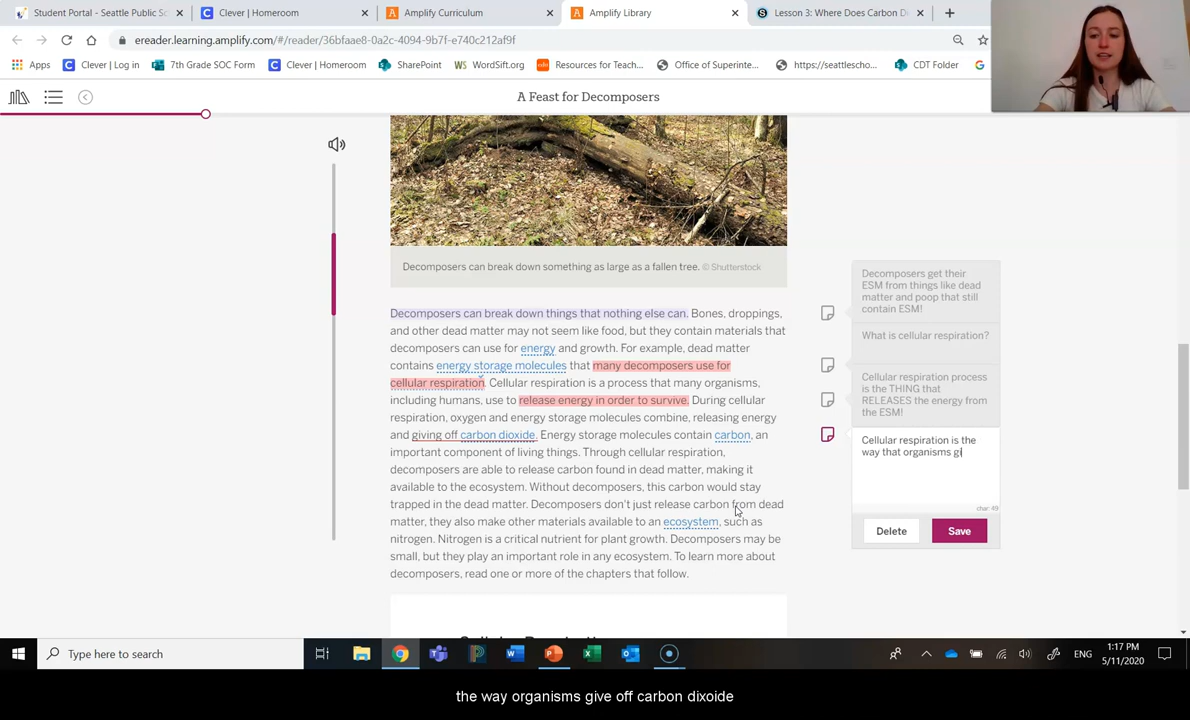 Student Portal - Seattle Public Sc
Clever | Homeroom
Amplify Curriculum
Amplify Library
Lesson 3: Where Does Carbon Di
ereader.learning.amplify.com/#/reader/36bfaae8-0a2c-4094-9b7f-e740c212af9f
Apps
Clever | Log in
7th Grade SOC Form
Clever | Homeroom
SharePoint
WordSift.org
Resources for Teac...
Office of Superinte...
https://seattlescho...
CDT Folder
A Feast for Decomposers
Decomposers can break down something as large as a fallen tree. © Shutterstock
Decomposers can break down things that nothing else can. Bones, droppings,
and other dead matter may not seem like food, but they contain materials that
decomposers can use for energy and growth. For example, dead matter
contains energy storage molecules that many decomposers use for
cellular respiration. Cellular respiration is a process that many organisms,
including humans, use to release energy in order to survive. During cellular
respiration, oxygen and energy storage molecules combine, releasing energy
and giving off carbon dioxide. Energy storage molecules contain carbon, an
important component of living things. Through cellular respiration,
decomposers are able to release carbon found in dead matter, making it
available to the ecosystem. Without decomposers, this carbon would stay
trapped in the dead matter. Decomposers don't just release carbon from dead
matter, they also make other materials available to an ecosystem, such as
nitrogen. Nitrogen is a critical nutrient for plant growth. Decomposers may be
small, but they play an important role in any ecosystem. To learn more about
decomposers, read one or more of the chapters that follow.
Decomposers get their
ESM from things like dead
matter and poop that still
contain ESM!
What is cellular respiration?
Cellular respiration process
is the THING that
RELEASES the energy from
the ESM!
Cellular respiration is the
way that organisms gi
char: 49
Delete
Save
Type here to search
ENG
1:17 PM
5/11/2020
the way organisms give off carbon dixoide